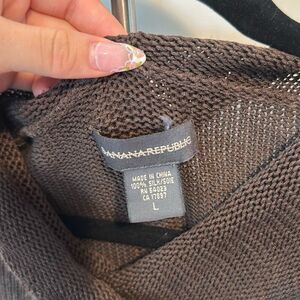 BANANA REPUBLIC
MADE IN CHINA
100% SILK/SOIE
RN 54023
CA 17897
L